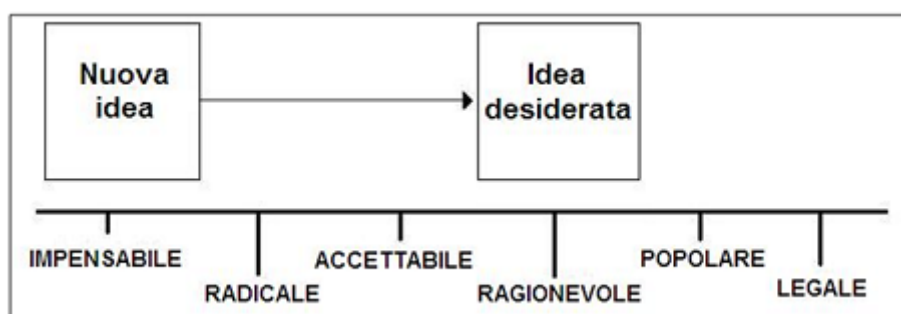 Nuova
idea
Idea
desiderata
IMPENSABILE
RADICALE
ACCETTABILE
RAGIONEVOLE
POPOLARE
LEGALE